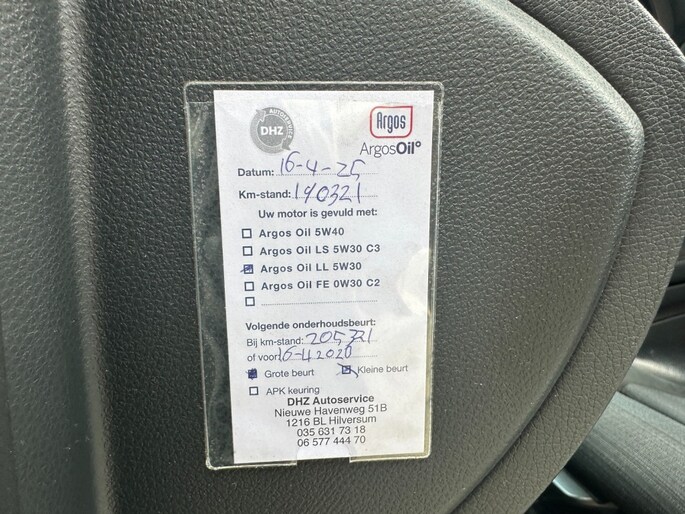 AUTOSERVICE
DHZ
Argos
ArgosOil°
Datum: 16-4-25
Km-stand: 190321
Uw motor is gevuld met:
Argos Oil 5W40
Argos Oil LS 5W30 C3
Argos Oil LL 5W30
Argos Oil FE 0W30 C2
Volgende onderhoudsbeurt:
Bij km-stand: 205321
of voor: 16-4 2020
Grote beurt Kleine beurt
APK keuring
DHZ Autoservice
Nieuwe Havenweg 51B
1216 BL Hilversum
035 631 73 18
06 577 444 70